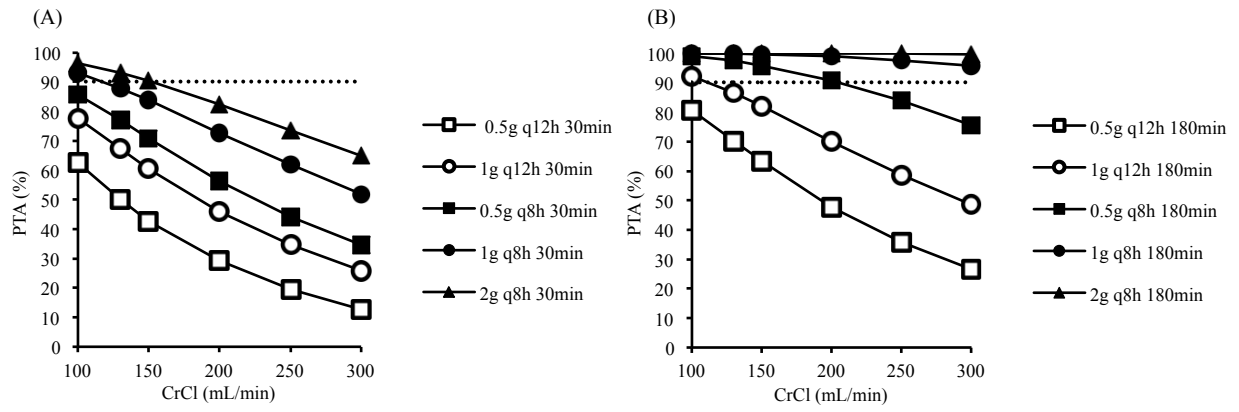 (A)
PTA (%)
100
90
80
70
60
50
40
30
20
10
0
100 150 200 250 300
CrCl (mL/min)
0.5g q12h 30min
1g q12h 30min
0.5g q8h 30min
1g q8h 30min
2g q8h 30min
(B)
PTA (%)
100
90
80
70
60
50
40
30
20
10
0
100 150 200 250 300
CrCl (mL/min)
0.5g q12h 180min
1g q12h 180min
0.5g q8h 180min
1g q8h 180min
2g q8h 180min